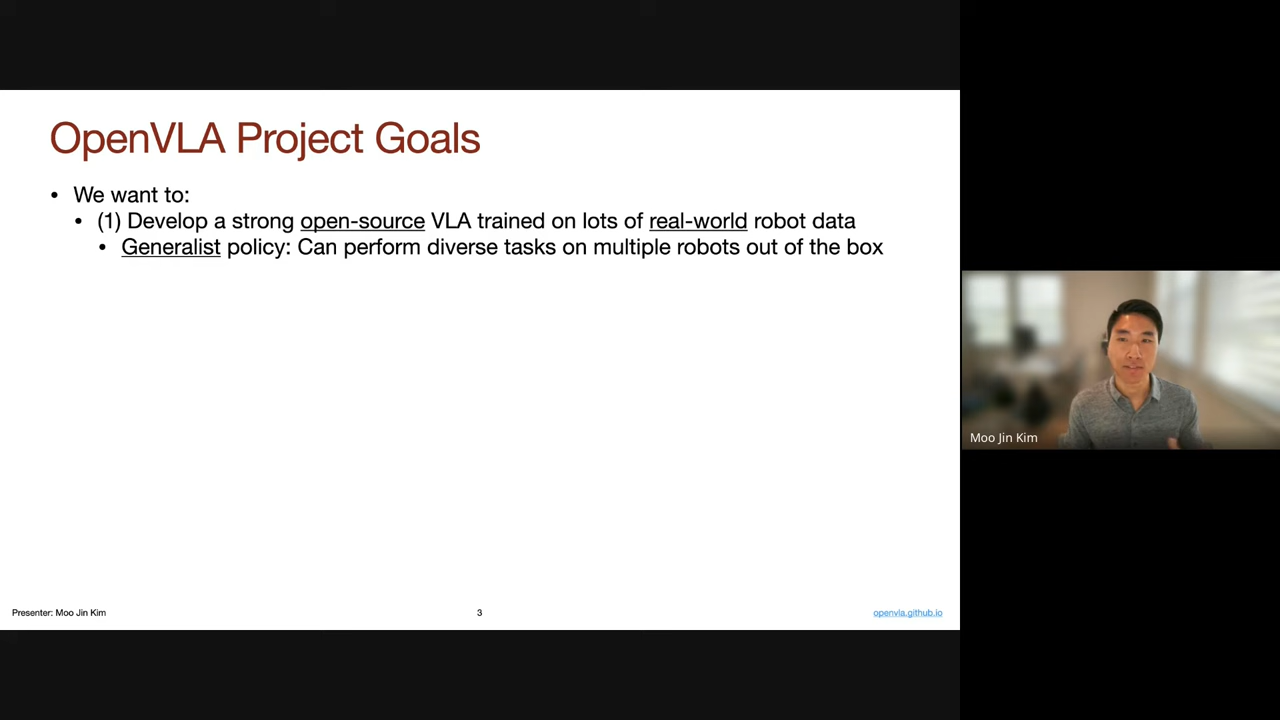 OpenVLA Project Goals
• We want to:
• (1) Develop a strong open-source VLA trained on lots of real-world robot data
• Generalist policy: Can perform diverse tasks on multiple robots out of the box
Moo Jin Kim
Presenter: Moo Jin Kim
3
openvla.github.io